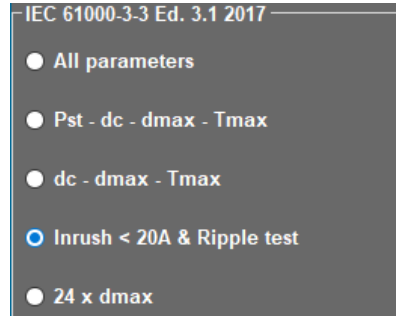 IEC 61000-3-3 Ed. 3.1 2017
All parameters
Pst - dc - dmax - Tmax
dc - dmax - Tmax
Inrush < 20A & Ripple test
24 x dmax